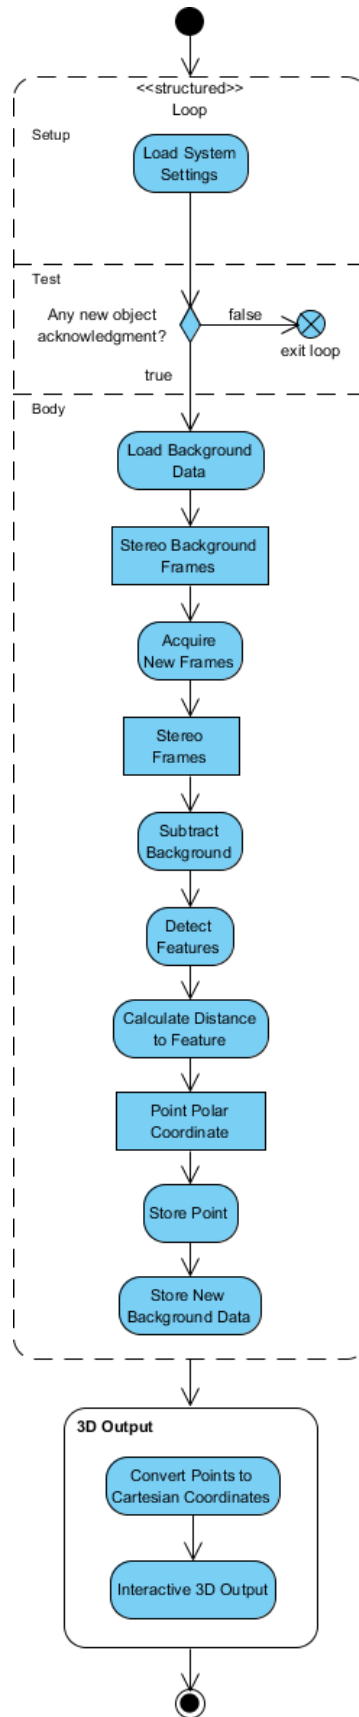 <<structured>>
Loop
Setup
Load System
Settings
Test
Any new object
acknowledgment?
false
exit loop
true
Body
Load Background
Data
Stereo Background
Frames
Acquire
New Frames
Stereo
Frames
Subtract
Background
Detect
Features
Calculate Distance
to Feature
Point Polar
Coordinate
Store Point
Store New
Background Data
3D Output
Convert Points to
Cartesian Coordinates
Interactive 3D Output